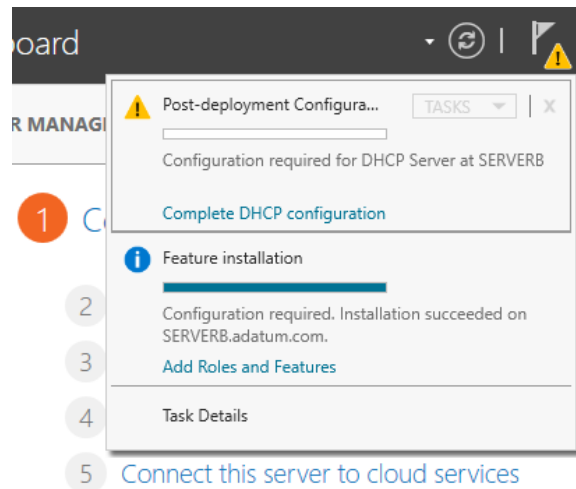 oard
Post-deployment Configura...
TASKS
X
R MANAG
Configuration required for DHCP Server at SERVERB
1
C
Complete DHCP configuration
Feature installation
2
Configuration required. Installation succeeded on
SERVERB.adatum.com.
3
Add Roles and Features
4
Task Details
5
Connect this server to cloud services